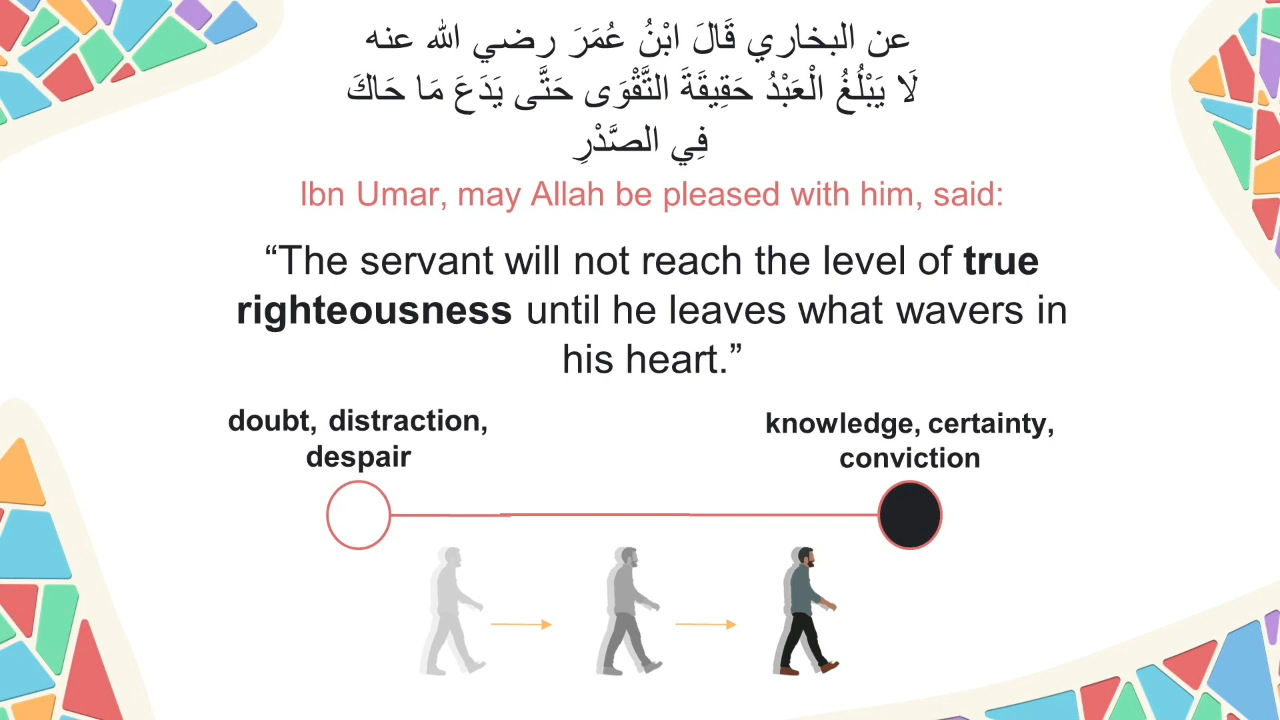 عن البخاري قَالَ ابْنُ عُمَرَ رضي الله عنه
لَا يَبْلُغُ الْعَبْدُ حَقِيقَةَ التَّقْوَى حَتَّى يَدَعَ مَا حَاكَ
فِي الصَّدْرِ
Ibn Umar, may Allah be pleased with him, said:
“The servant will not reach the level of true
righteousness until he leaves what wavers in
his heart.”
doubt, distraction,
despair
knowledge, certainty,
conviction